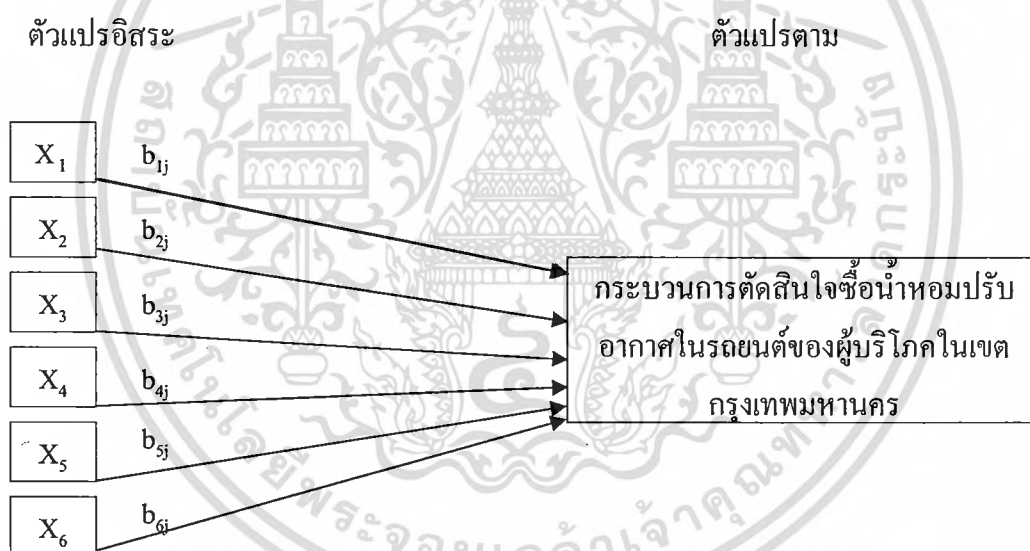 ตัวแปรอิสระ ตัวแปรตาม
X₁ b₁ⱼ
X₂ b₂ⱼ
X₃ b₃ⱼ
X₄ b₄ⱼ
X₅ b₅ⱼ
X₆ b₆ⱼ
กระบวนการตัดสินใจซื้อน้ำหอมปรับ
อากาศในรถยนต์ของผู้บริโภคในเขต
กรุงเทพมหานคร